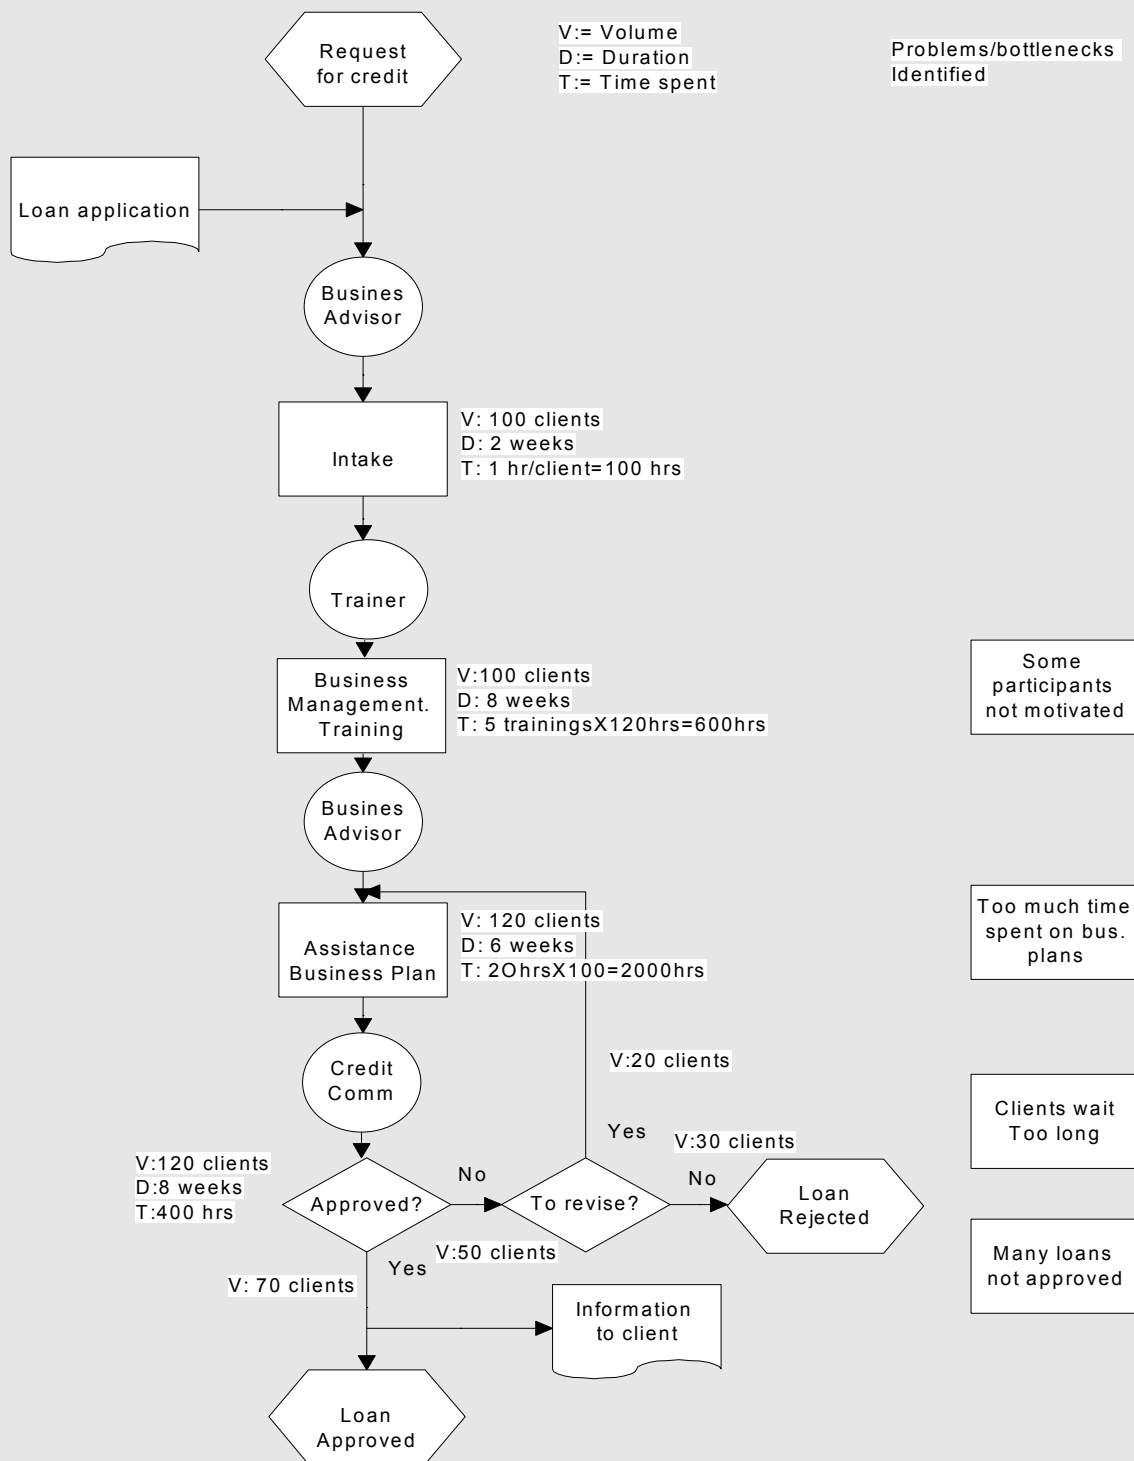 Request
for credit
V:= Volume
D:= Duration
T:= Time spent
Problems/bottlenecks
Identified
Loan application
Busines
Advisor
Intake
V: 100 clients
D: 2 weeks
T: 1 hr/client=100 hrs
Trainer
Business
Management.
Training
V:100 clients
D: 8 weeks
T: 5 trainingsX120hrs=600hrs
Some
participants
not motivated
Busines
Advisor
Assistance
Business Plan
V: 120 clients
D: 6 weeks
T: 2OhrsX100=2000hrs
Too much time
spent on bus.
plans
Credit
Comm
V:20 clients
Clients wait
Too long
Yes
V:30 clients
V:120 clients
D:8 weeks
T:400 hrs
Approved?
No
To revise?
No
Loan
Rejected
V:50 clients
Yes
V: 70 clients
Many loans
not approved
Information
to client
Loan
Approved